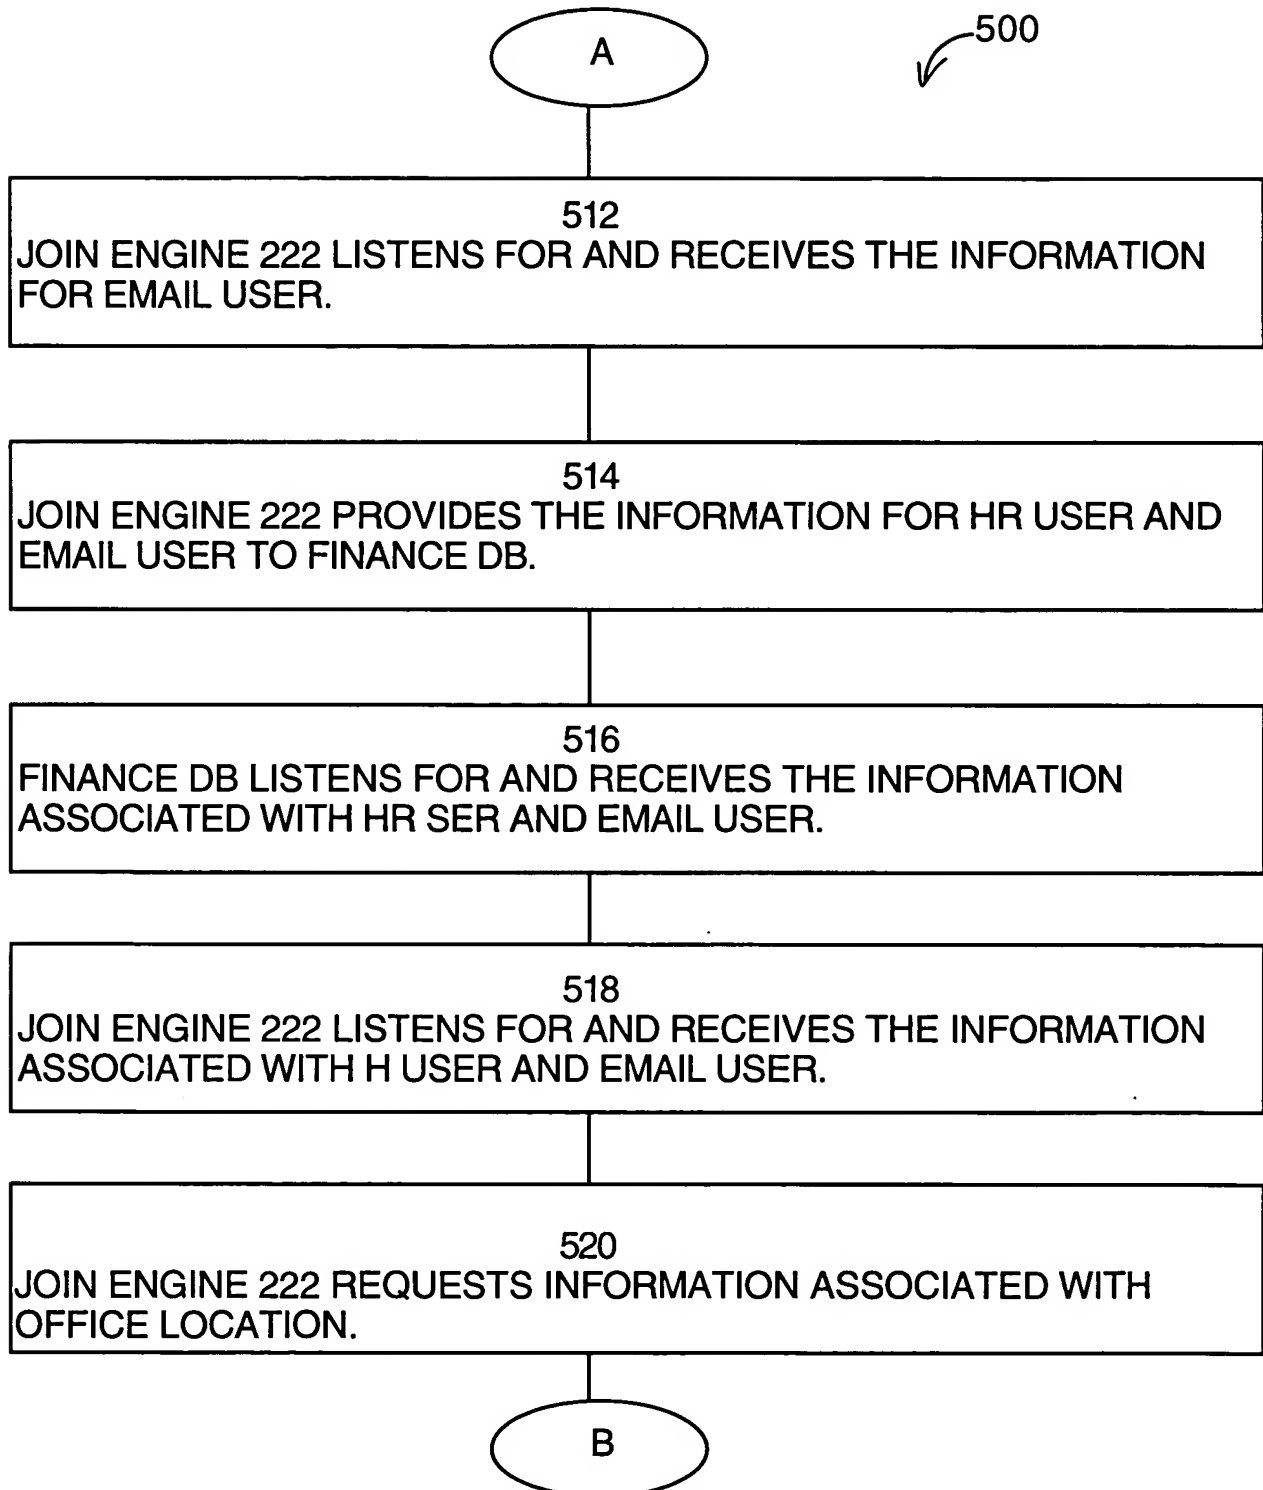 A
500
512
JOIN ENGINE 222 LISTENS FOR AND RECEIVES THE INFORMATION
FOR EMAIL USER.
514
JOIN ENGINE 222 PROVIDES THE INFORMATION FOR HR USER AND
EMAIL USER TO FINANCE DB.
516
FINANCE DB LISTENS FOR AND RECEIVES THE INFORMATION
ASSOCIATED WITH HR SER AND EMAIL USER.
518
JOIN ENGINE 222 LISTENS FOR AND RECEIVES THE INFORMATION
ASSOCIATED WITH H USER AND EMAIL USER.
520
JOIN ENGINE 222 REQUESTS INFORMATION ASSOCIATED WITH
OFFICE LOCATION.
B